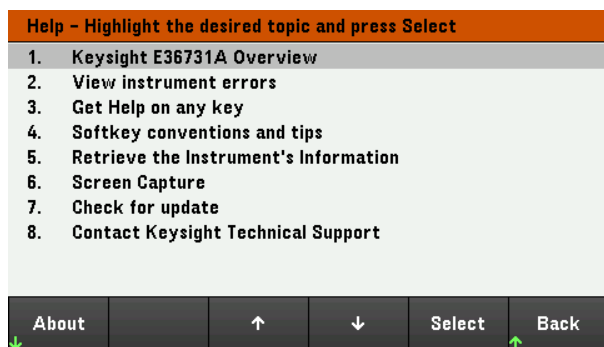 Help – Highlight the desired topic and press Select
1. Keysight E36731A Overview
2. View instrument errors
3. Get Help on any key
4. Softkey conventions and tips
5. Retrieve the Instrument's Information
6. Screen Capture
7. Check for update
8. Contact Keysight Technical Support
About ↑ ↓ Select Back